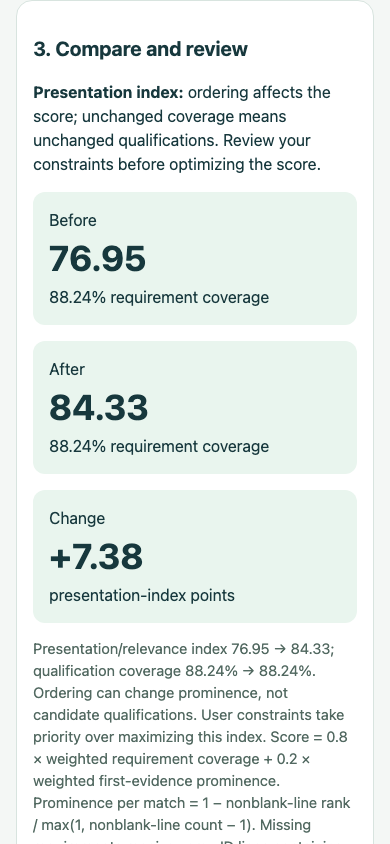 3. Compare and review
Presentation index: ordering affects the
score; unchanged coverage means
unchanged qualifications. Review your
constraints before optimizing the score.
Before
76.95
88.24% requirement coverage
After
84.33
88.24% requirement coverage
Change
+7.38
presentation-index points
Presentation/relevance index 76.95 → 84.33;
qualification coverage 88.24% → 88.24%.
Ordering can change prominence, not
candidate qualifications. User constraints take
priority over maximizing this index. Score = 0.8
× weighted requirement coverage + 0.2 ×
weighted first-evidence prominence.
Prominence per match = 1 − nonblank-line rank
/ max(1, nonblank-line count − 1). Missing